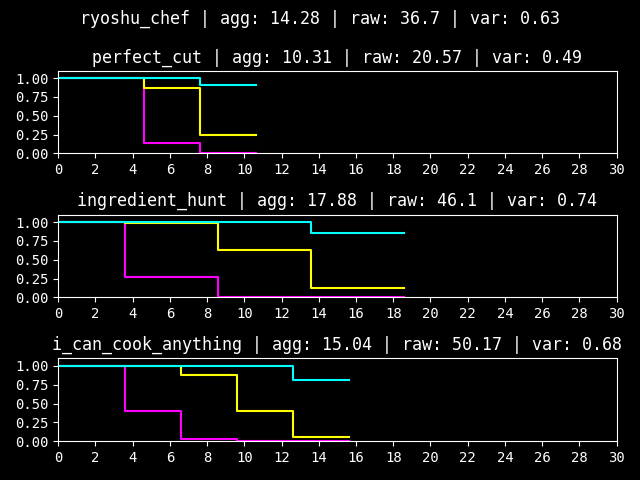 ryoshu_chef | agg: 14.28 | raw: 36.7 | var: 0.63
perfect_cut | agg: 10.31 | raw: 20.57 | var: 0.49
1.00
0.75
0.50
0.25
0.00
0 2 4 6 8 10 12 14 16 18 20 22 24 26 28 30
ingredient_hunt | agg: 17.88 | raw: 46.1 | var: 0.74
1.00
0.75
0.50
0.25
0.00
0 2 4 6 8 10 12 14 16 18 20 22 24 26 28 30
i_can_cook_anything | agg: 15.04 | raw: 50.17 | var: 0.68
1.00
0.75
0.50
0.25
0.00
0 2 4 6 8 10 12 14 16 18 20 22 24 26 28 30